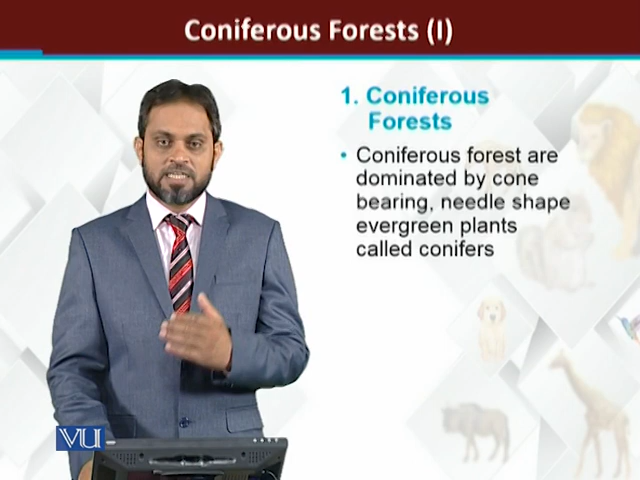 Coniferous Forests (I)
1. Coniferous
Forests
• Coniferous forest are
dominated by cone
bearing, needle shape
evergreen plants
called conifers
VU